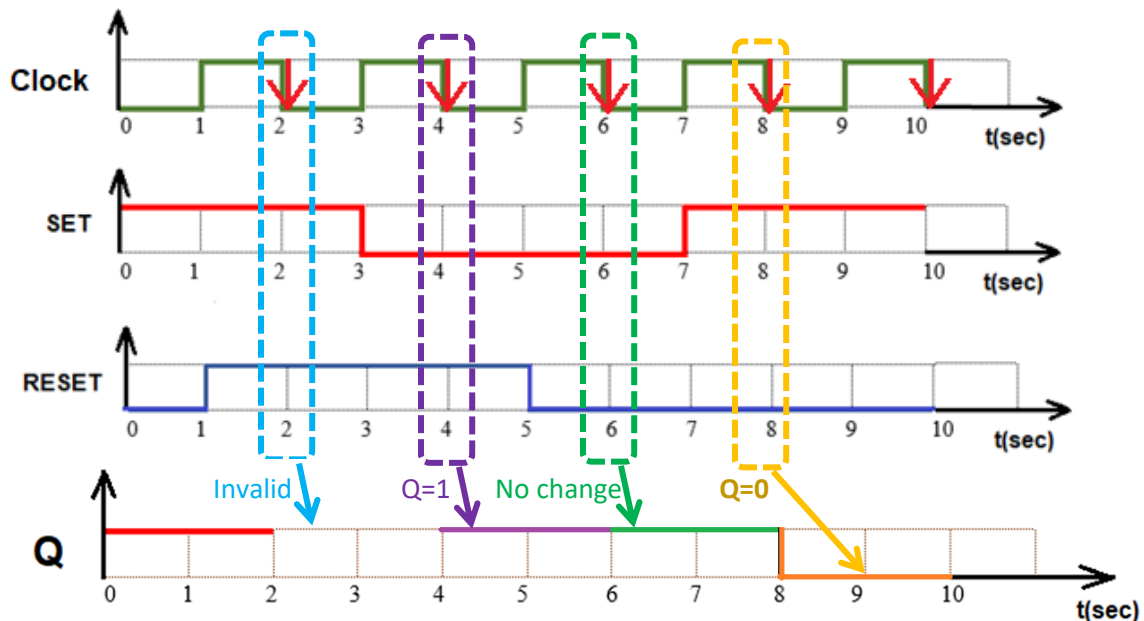 Clock
0 1 2 3 4 5 6 7 8 9 10
t(sec)
SET
0 1 2 3 4 5 6 7 8 9 10
t(sec)
RESET
0 1 2 3 4 5 6 7 8 9 10
t(sec)
Invalid Q=1 No change Q=0
Q
0 1 2 3 4 5 6 7 8 9 10
t(sec)